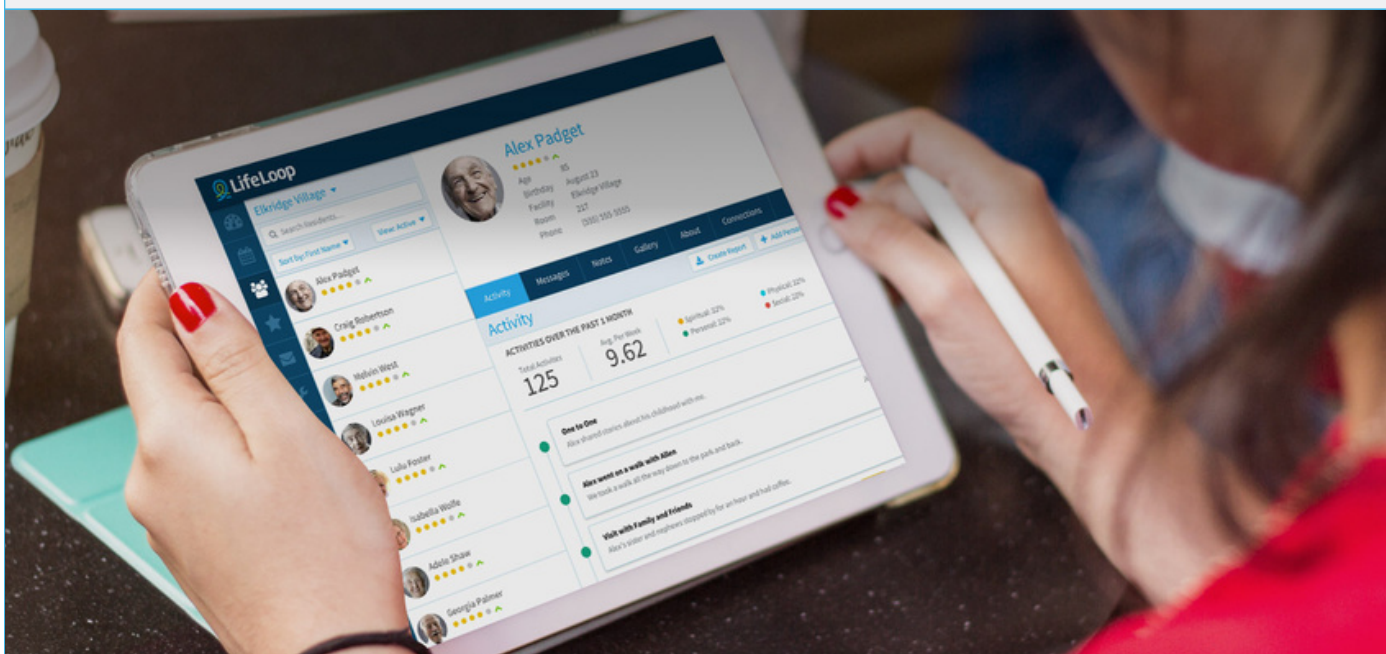 LifeLoop
Elkridge Village
Search Residents...
Sort by: First Name
View: Active
Alex Padget
Craig Robertson
Melvin West
Louisa Wagner
Lulu Foster
Isabella Wolfe
Adele Shaw
Georgia Palmer
Alex Padget
Age 85
Birthday August 23
Facility Elkridge Village
Room 217
Phone (555) 555-5555
Activity Messages Notes Gallery About Connections
Create Report Add Person
Activity
ACTIVITIES OVER THE PAST 1 MONTH
Total Activities Avg. Per Week
125 9.62
Spiritual: 22% Physical: 22%
Personal: 22% Social: 22%
One to One
Alex shared stories about his childhood with me.
Alex went on a walk with Allen
We took a walk all the way down to the park and back.
Visit with Family and Friends
Alex's sister and nephews stopped by for an hour and had coffee.